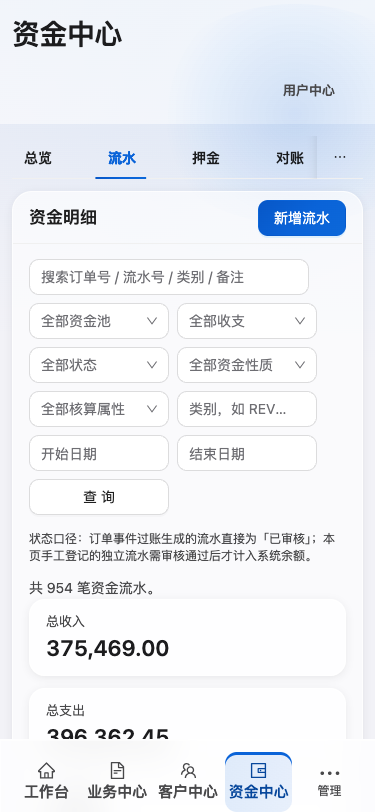 资金中心
用户中心
总览 流水 押金 对账 ...
资金明细 新增流水
搜索订单号 / 流水号 / 类别 / 备注
全部资金池 全部收支
全部状态 全部资金性质
全部核算属性 类别，如 REV...
开始日期 结束日期
查 询
状态口径：订单事件过账生成的流水直接为「已审核」；本
页手工登记的独立流水需审核通过后才计入系统余额。
共 954 笔资金流水。
总收入
375,469.00
总支出
396,362.45
工作台 业务中心 客户中心 资金中心 管理